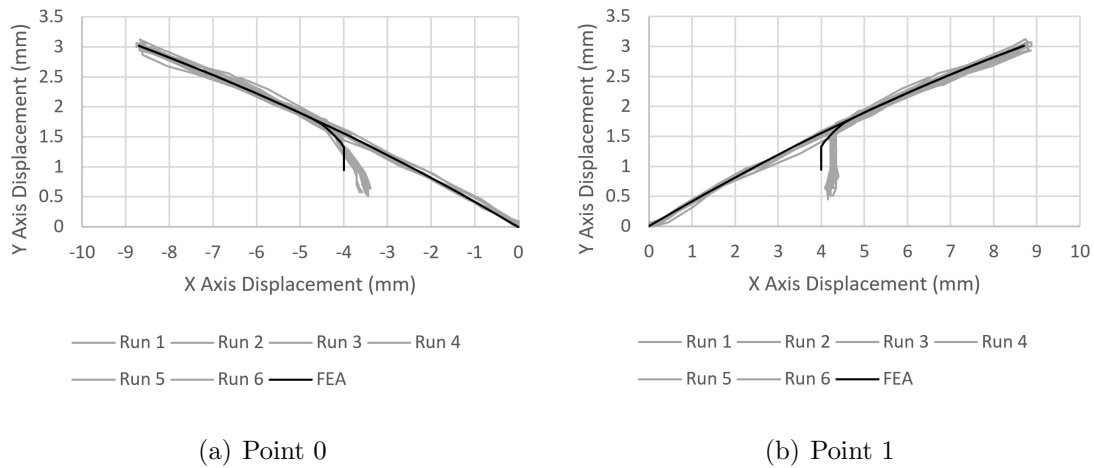 Y Axis Displacement (mm)
3.5
3
2.5
2
1.5
1
0.5
0
-10 -9 -8 -7 -6 -5 -4 -3 -2 -1 0
X Axis Displacement (mm)
Run 1 Run 2 Run 3 Run 4
Run 5 Run 6 FEA
(a) Point 0
Y Axis Displacement (mm)
3.5
3
2.5
2
1.5
1
0.5
0
0 1 2 3 4 5 6 7 8 9 10
X Axis Displacement (mm)
Run 1 Run 2 Run 3 Run 4
Run 5 Run 6 FEA
(b) Point 1